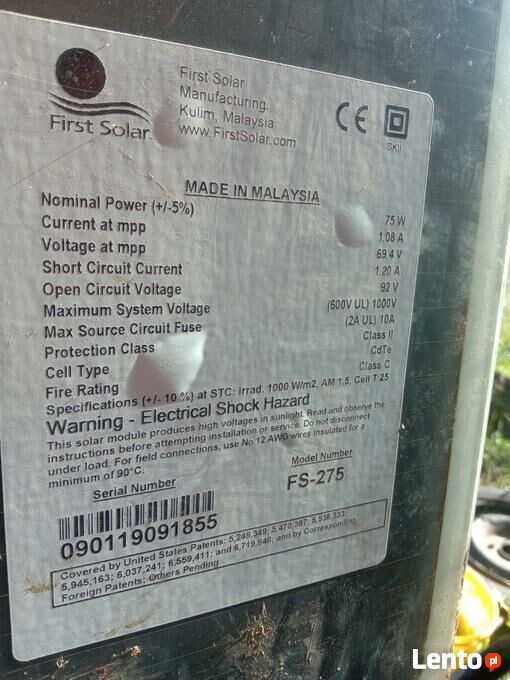 First Solar
First Solar
Manufacturing
Kulim, Malaysia
www.FirstSolar.com
CE
SKII
MADE IN MALAYSIA
Nominal Power (+/-5%) 75 W
Current at mpp 1.08 A
Voltage at mpp 69.4 V
Short Circuit Current 1.20 A
Open Circuit Voltage 92 V
Maximum System Voltage (600V UL) 1000V
Max Source Circuit Fuse (2A UL) 10A
Protection Class Class II
Cell Type CdTe
Fire Rating Class C
Specifications (+/- 10 %) at STC: Irrad. 1000 W/m2, AM 1.5, Cell T 25
Warning - Electrical Shock Hazard
This solar module produces high voltages in sunlight. Read and observe the
instructions before attempting installation or service. Do not disconnect
under load. For field connections, use No.12 AWG wires insulated for a
minimum of 90°C.
Serial Number
090119091855
Model Number
FS-275
Covered by United States Patents: 5,248,349; 5,470,397; 5,536,333;
5,945,163; 6,037,241; 6,559,411; and 6,719,848; and by Corresponding
Foreign Patents; Others Pending
Lento.pl